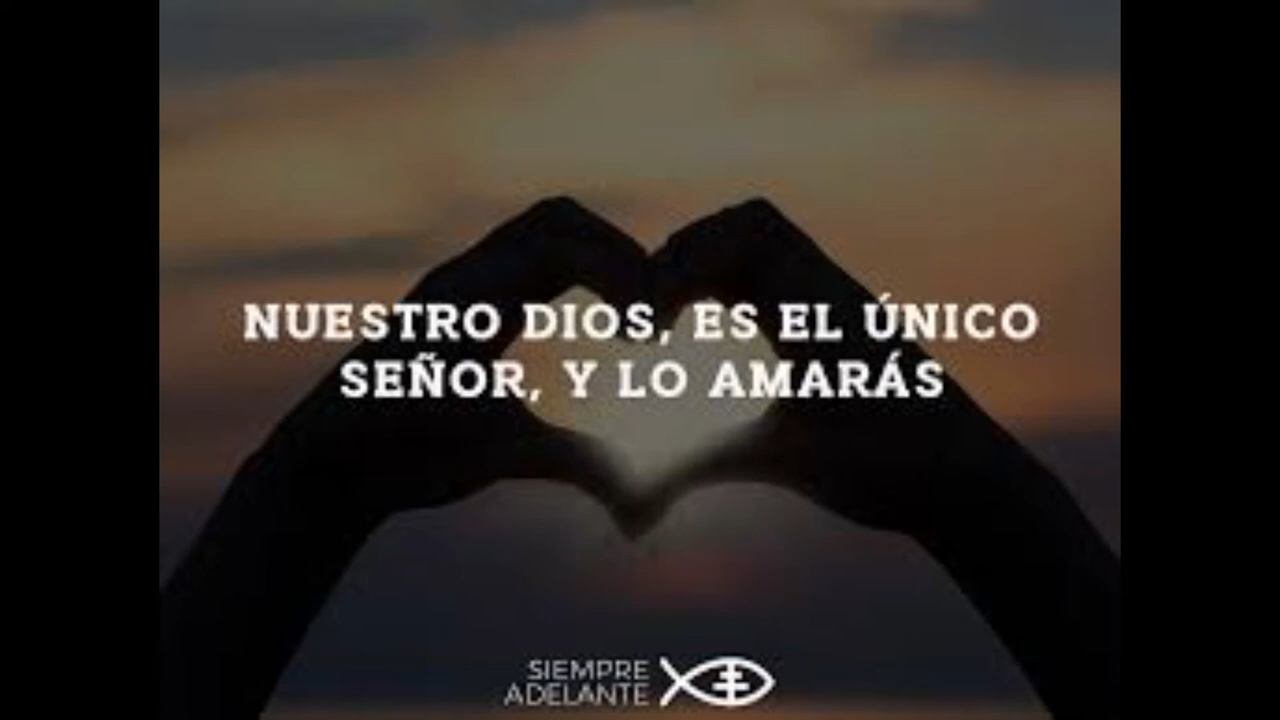 NUESTRO DIOS, ES EL ÚNICO
SEÑOR, Y LO AMARÁS
SIEMPRE
ADELANTE